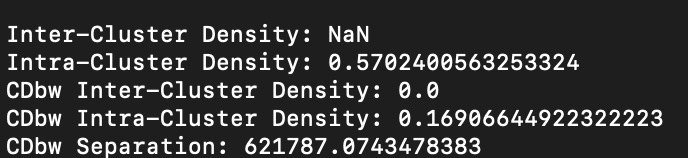 Inter-Cluster Density: NaN
Intra-Cluster Density: 0.5702400563253324
CDbw Inter-Cluster Density: 0.0
CDbw Intra-Cluster Density: 0.16906644922322223
CDbw Separation: 621787.0743478383